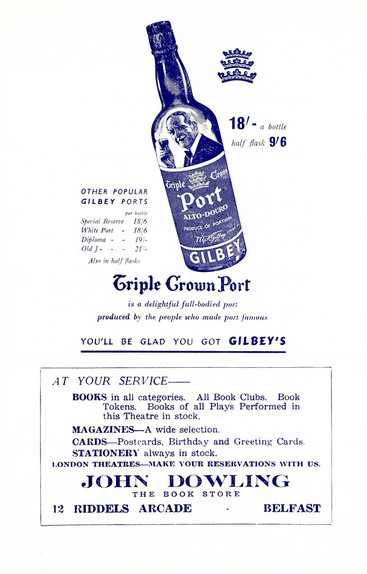 18/- a bottle
half flask 9/6
Triple Crown
Port
ALTO-DOURO
PRODUCE OF PORTUGAL
GILBEY
OTHER POPULAR
GILBEY PORTS
per bottle
Special Reserve 18/6
White Port - 18/6
Diploma - - 19/-
Old J - - - 21/-
Also in half flasks
Triple Crown Port
is a delightful full-bodied port
produced by the people who made port famous
YOU'LL BE GLAD YOU GOT GILBEY'S
AT YOUR SERVICE—
BOOKS in all categories. All Book Clubs. Book
Tokens. Books of all Plays Performed in
this Theatre in stock.
MAGAZINES—A wide selection.
CARDS—Postcards, Birthday and Greeting Cards.
STATIONERY always in stock.
LONDON THEATRES—MAKE YOUR RESERVATIONS WITH US.
JOHN DOWLING
THE BOOK STORE
12 RIDDELS ARCADE - BELFAST